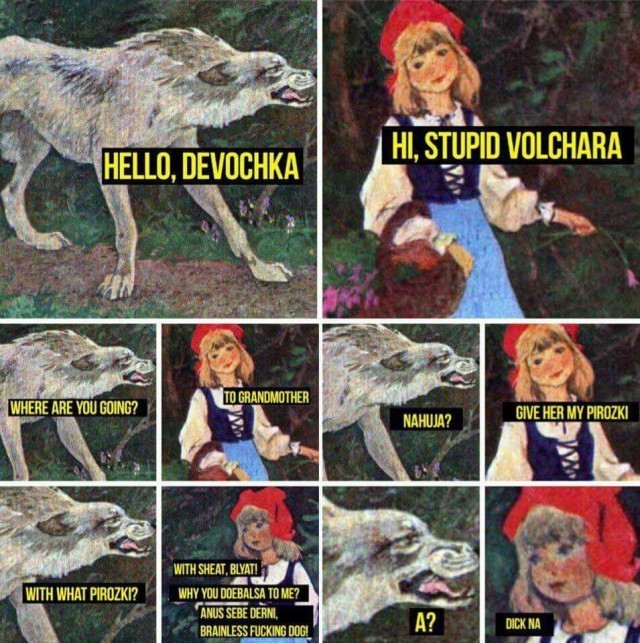 HELLO, DEVOCHKA
HI, STUPID VOLCHARA
WHERE ARE YOU GOING?
TO GRANDMOTHER
NAHUJA?
GIVE HER MY PIROZKI
WITH WHAT PIROZKI?
WITH SHEAT, BLYAT!
WHY YOU DOEBALSA TO ME?
ANUS SEBE DERNI,
BRAINLESS FUCKING DOG!
A?
DICK NA